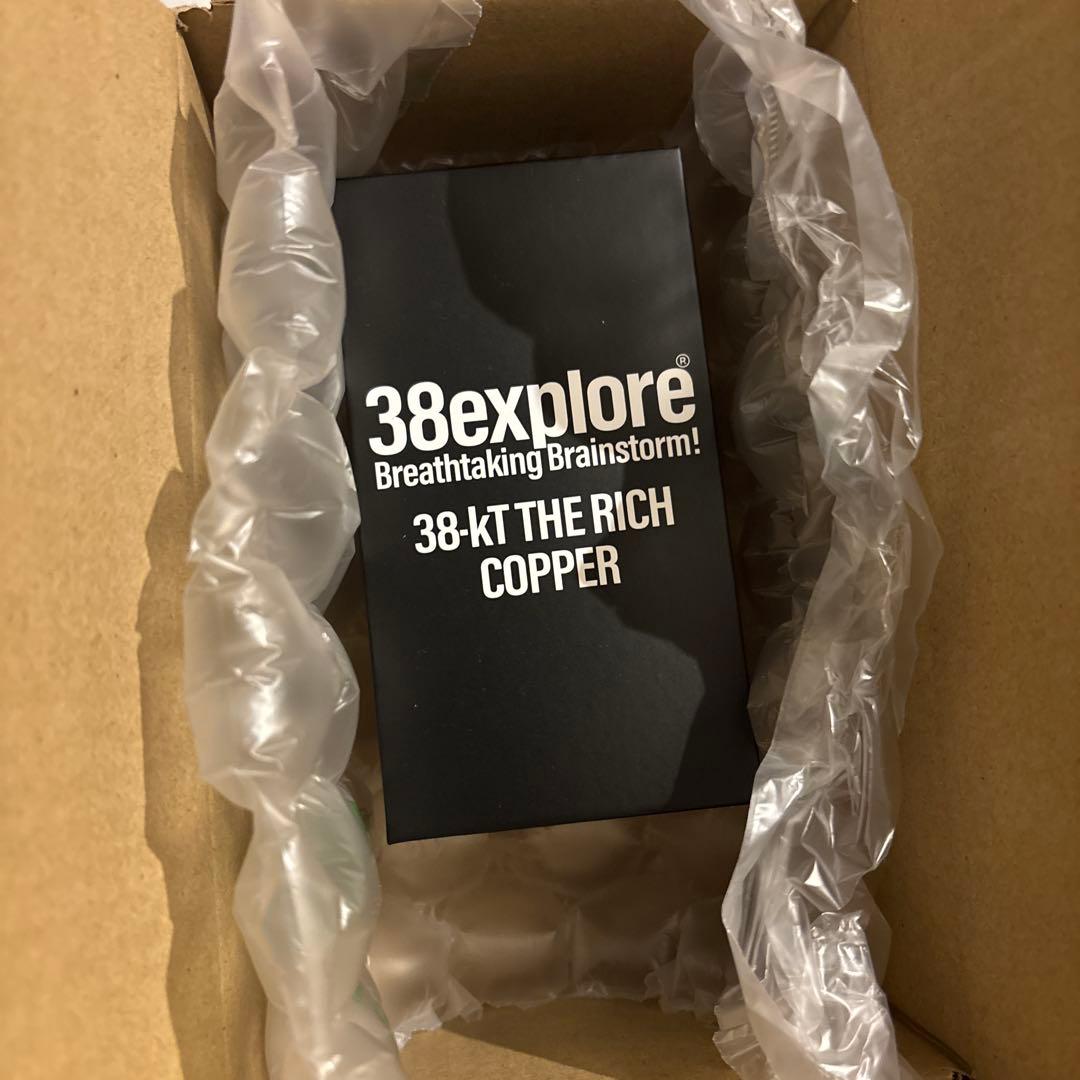 38explore®
Breathtaking Brainstorm!
38-kT THE RICH
COPPER